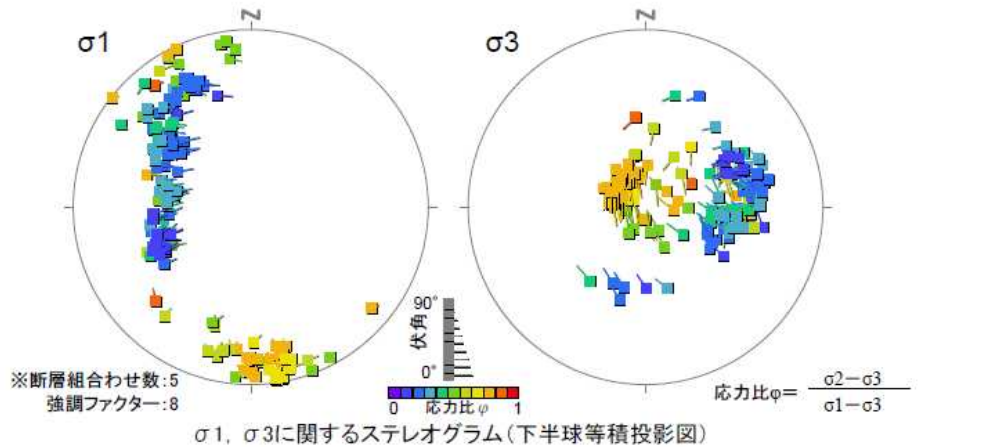 N
N
σ1
σ3
90°
伏角
0°
※断層組合わせ数:5
強調ファクター:8
0 応力比φ 1
応力比φ= σ2-σ3
σ1-σ3
σ1, σ3に関するステレオグラム(下半球等積投影図)